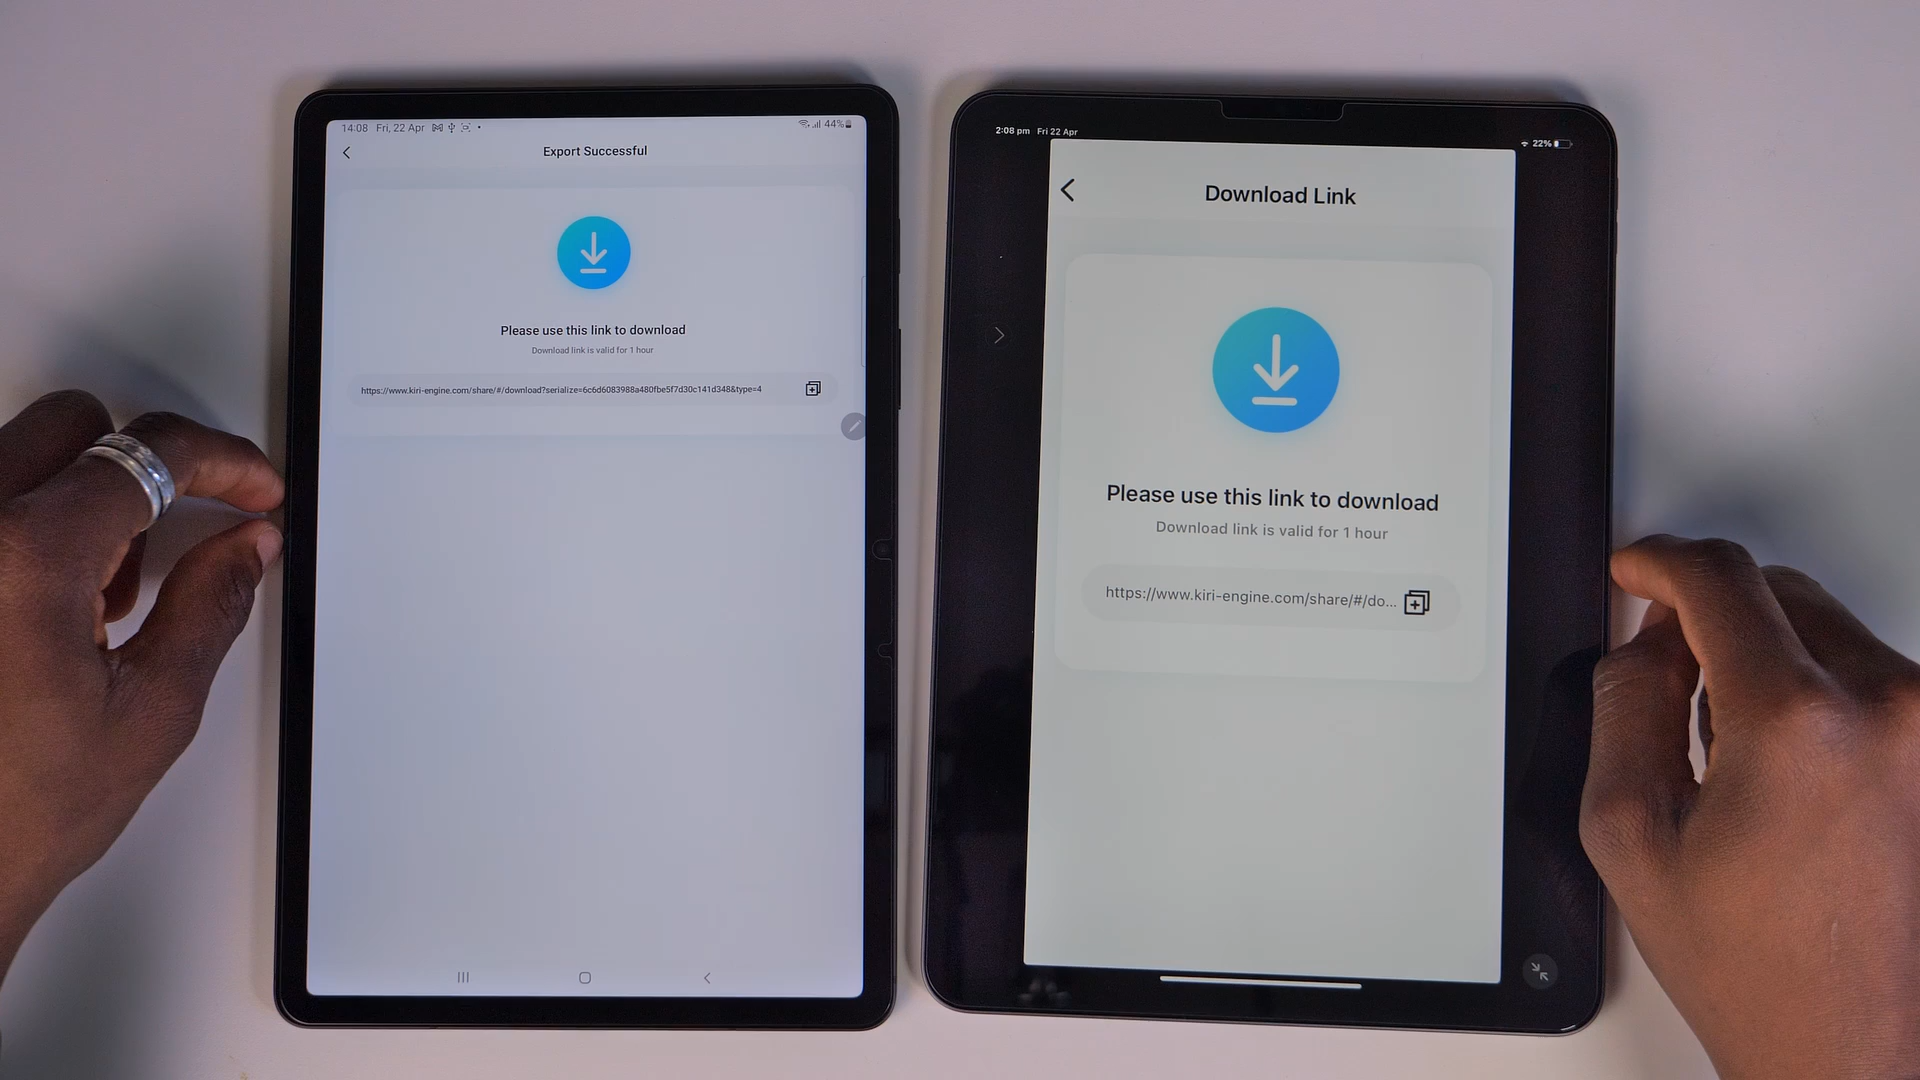 14:08 Fri, 22 Apr
44%
Export Successful
Please use this link to download
Download link is valid for 1 hour
https://www.kiri-engine.com/share/#/download?serialize=6c6d6083988a480fbe5f7d30c141d348&type=4
2:08 pm Fri 22 Apr
22%
Download Link
Please use this link to download
Download link is valid for 1 hour
https://www.kiri-engine.com/share/#/do...